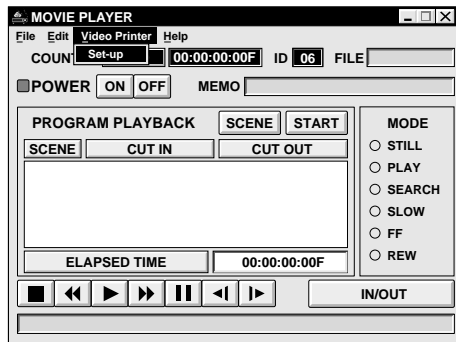 MOVIE PLAYER
File Edit Video Printer Help
COUN 00:00:00:00F ID 06 FILE
Set-up
POWER ON OFF MEMO
PROGRAM PLAYBACK SCENE START
SCENE CUT IN CUT OUT
ELAPSED TIME 00:00:00:00F
MODE
STILL
PLAY
SEARCH
SLOW
FF
REW
IN/OUT